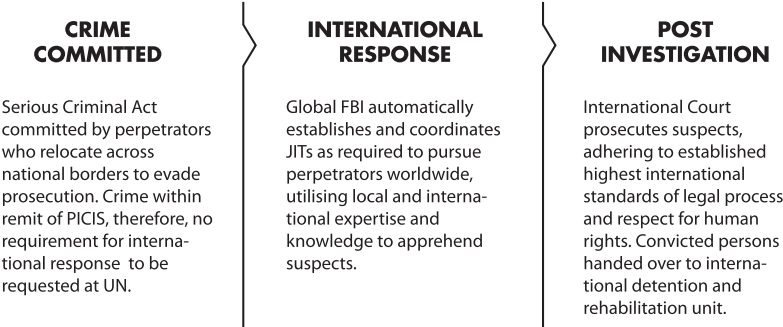 CRIME
COMMITTED
Serious Criminal Act
committed by perpetrators
who relocate across
national borders to evade
prosecution. Crime within
remit of PICIS, therefore, no
requirement for interna-
tional response  to be
requested at UN.
INTERNATIONAL
RESPONSE
Global FBI automatically
establishes and coordinates
JITs as required to pursue
perpetrators worldwide,
utilising local and interna-
tional expertise and
knowledge to apprehend
suspects.
POST
INVESTIGATION
International Court
prosecutes suspects,
adhering to established
highest international
standards of legal process
and respect for human
rights. Convicted persons
handed over to interna-
tional detention and
rehabilitation unit.